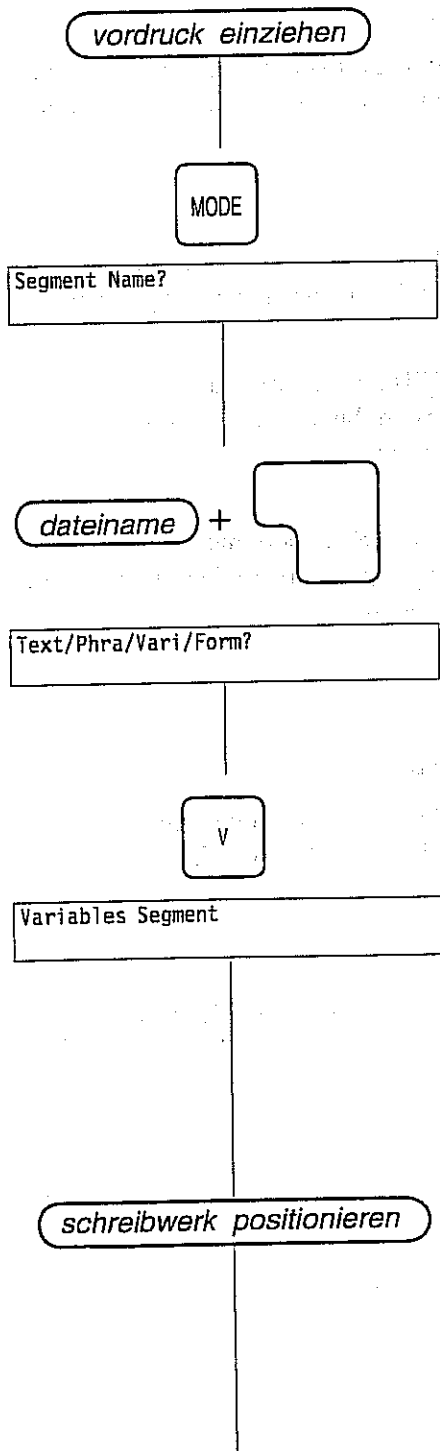 vordruck einziehen
MODE
Segment Name?
dateiname +
Text/Phra/Vari/Form?
V
Variables Segment
schreibwerk positionieren